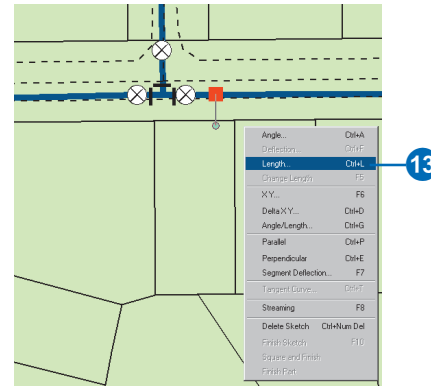 Angle... Ctrl+A
Deflection... Ctrl+F
Length... Ctrl+L
Change Length F5
X Y... F6
Delta X Y... Ctrl+D
Angle/Length... Ctrl+G
Parallel Ctrl+P
Perpendicular Ctrl+E
Segment Deflection... F7
Tangent Curve... Ctrl+T
Streaming F8
Delete Sketch Ctrl+Num Del
Finish Sketch F10
Square and Finish
Finish Part
13